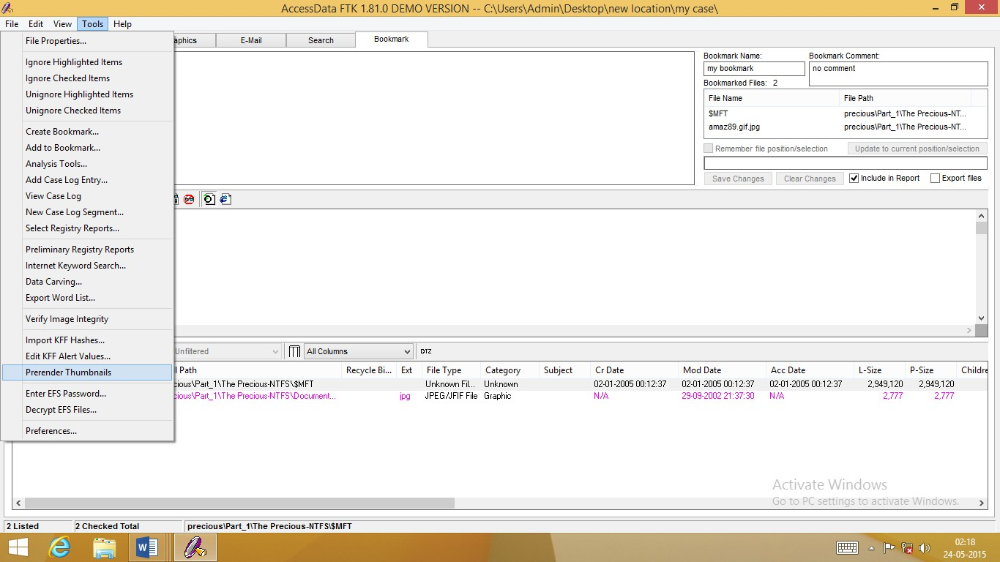 AccessData FTK 1.81.0 DEMO VERSION -- C:\Users\Admin\Desktop\new location\my case\
File Edit View Tools Help
File Properties...
Ignore Highlighted Items
Ignore Checked Items
Unignore Highlighted Items
Unignore Checked Items
Create Bookmark...
Add to Bookmark...
Analysis Tools...
Add Case Log Entry...
View Case Log
New Case Log Segment...
Select Registry Reports...
Preliminary Registry Reports
Internet Keyword Search...
Data Carving...
Export Word List...
Verify Image Integrity
Import KFF Hashes...
Edit KFF Alert Values...
Prerender Thumbnails
Enter EFS Password...
Decrypt EFS Files...
Preferences...
aphics E-Mail Search Bookmark
Bookmark Name: Bookmark Comment:
my bookmark no comment
Bookmarked Files: 2
File Name File Path
$MFT precious\Part_1\The Precious-NT...
amaz89.gif.jpg precious\Part_1\The Precious-NT...
Remember file position/selection Update to current position/selection
Save Changes Clear Changes Include in Report Export files
Unfiltered All Columns DTZ
l Path Recycle Bi... Ext File Type Category Subject Cr Date Mod Date Acc Date L-Size P-Size Childre
cious\Part_1\The Precious-NTFS\$MFT Unknown Fil... Unknown 02-01-2005 00:12:37 02-01-2005 00:12:37 02-01-2005 00:12:37 2,949,120 2,949,120
cious\Part_1\The Precious-NTFS\Document... jpg JPEG/JFIF File Graphic N/A 29-09-2002 21:37:30 N/A 2,777 2,777
Activate Windows
Go to PC settings to activate Windows.
2 Listed 2 Checked Total precious\Part_1\The Precious-NTFS\$MFT
02:18
24-05-2015